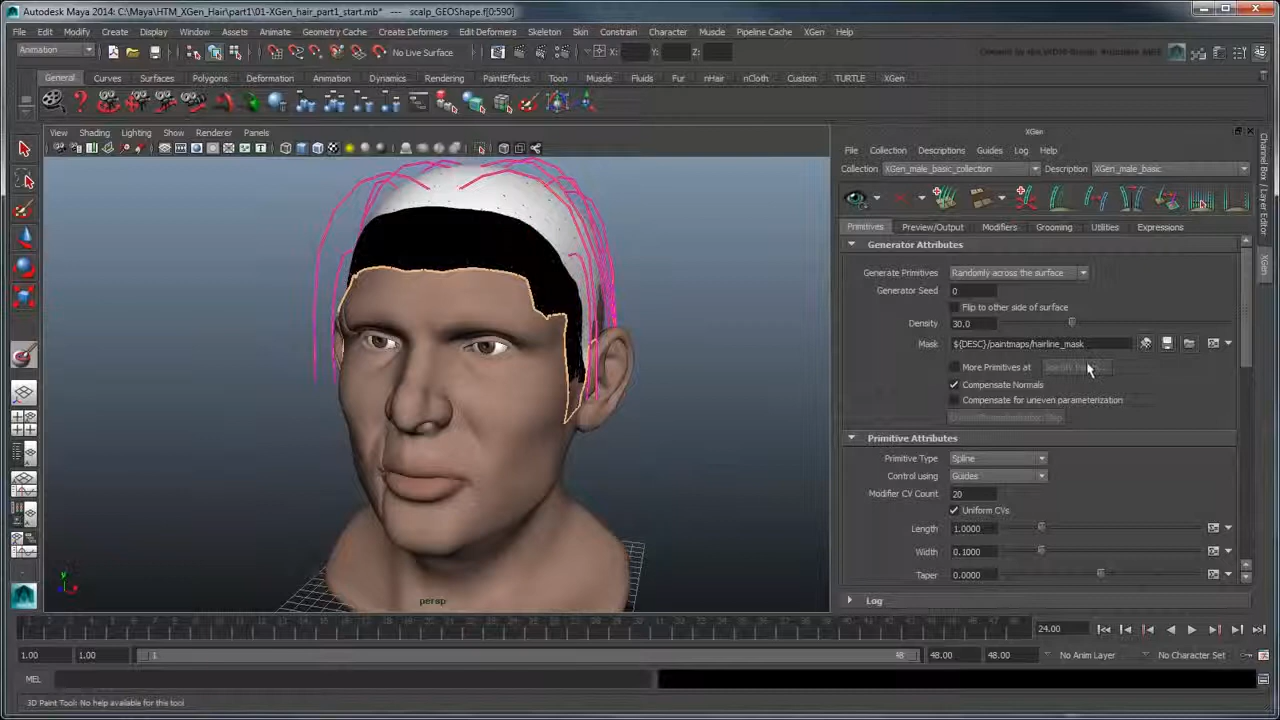 Autodesk Maya 2014: C:\Maya\HTM_XGen_Hair\part1\01-XGen_hair_part1_start.mb* --- scalp_GEOShape.f[0:590]
File Edit Modify Create Display Window Assets Animate Geometry Cache Create Deformers Edit Deformers Skeleton Skin Constrain Character Muscle Pipeline Cache XGen Help
Animation No Live Surface X: Y: Z:
General Curves Surfaces Polygons Deformation Animation Dynamics Rendering PaintEffects Toon Muscle Fluids Fur nHair nCloth Custom TURTLE XGen
View Shading Lighting Show Renderer Panels
XGen
File Collection Descriptions Guides Log Help
Collection XGen_male_basic_collection Description XGen_male_basic
Primitives Preview/Output Modifiers Grooming Utilities Expressions
Generator Attributes
Generate Primitives Randomly across the surface
Generator Seed 0
Flip to other side of surface
Density 30.0
Mask ${DESC}/paintmaps/hairline_mask
More Primitives at
Compensate Normals
Compensate for uneven parameterization
Primitive Attributes
Primitive Type Spline
Control using Guides
Modifier CV Count 20
Uniform CVs
Length 1.0000
Width 0.1000
Taper 0.0000
Log
Channel Box / Layer Editor
XGen
y
persp
24.00
1.00 1.00 1 48 48.00 48.00 No Anim Layer No Character Set
MEL
3D Paint Tool: No help available for this tool